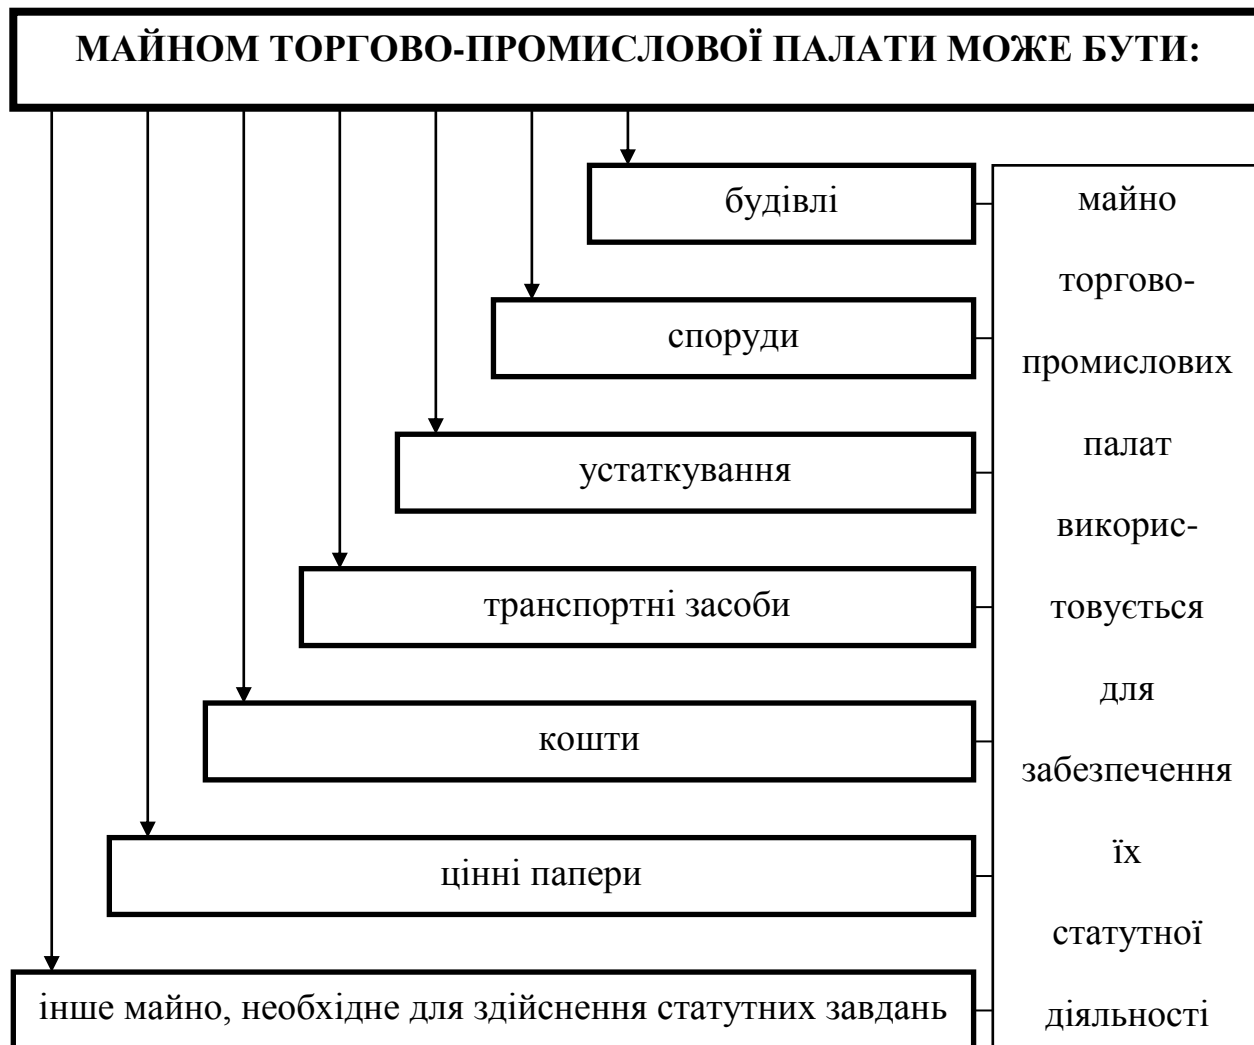 МАЙНОМ ТОРГОВО-ПРОМИСЛОВОЇ ПАЛАТИ МОЖЕ БУТИ:
будівлі
споруди
устаткування
транспортні засоби
кошти
цінні папери
інше майно, необхідне для здійснення статутних завдань
майно
торгово-
промислових
палат
викорис-
товується
для
забезпечення
їх
статутної
діяльності